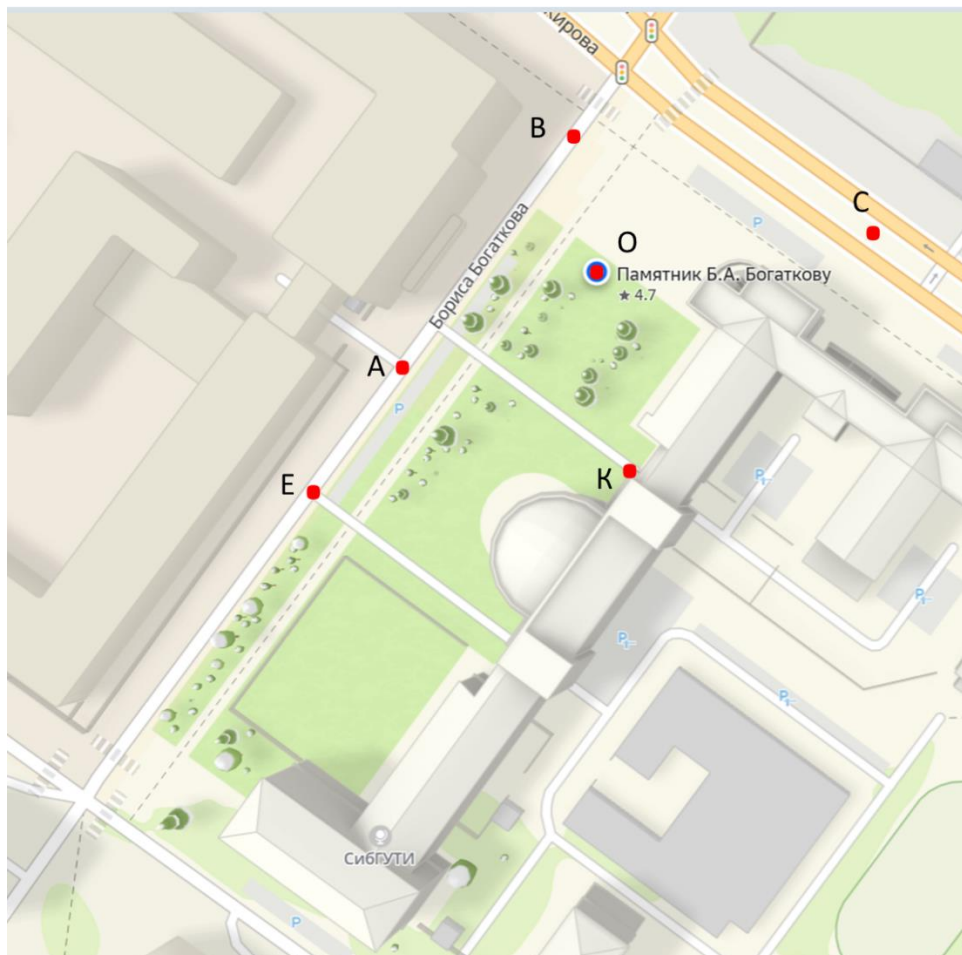 Кирова
В
С
О
Р
Памятник Б.А. Богаткову
★ 4.7
Бориса Богаткова
А
Р
Е
К
Р
Р
Р
Р
СибГУТИ
Р